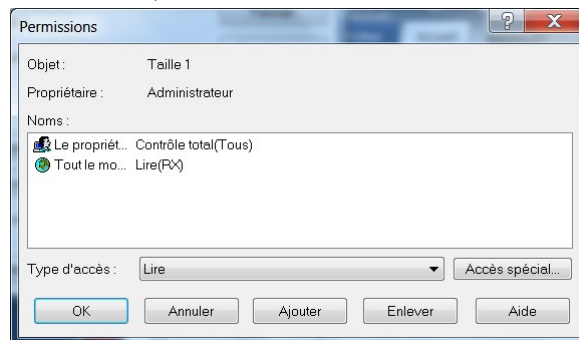 Permissions
Objet : Taille 1
Propriétaire : Administrateur
Noms :
Le propriét... Contrôle total(Tous)
Tout le mo... Lire(RX)
Type d'accès : Lire Accès spécial...
OK Annuler Ajouter Enlever Aide